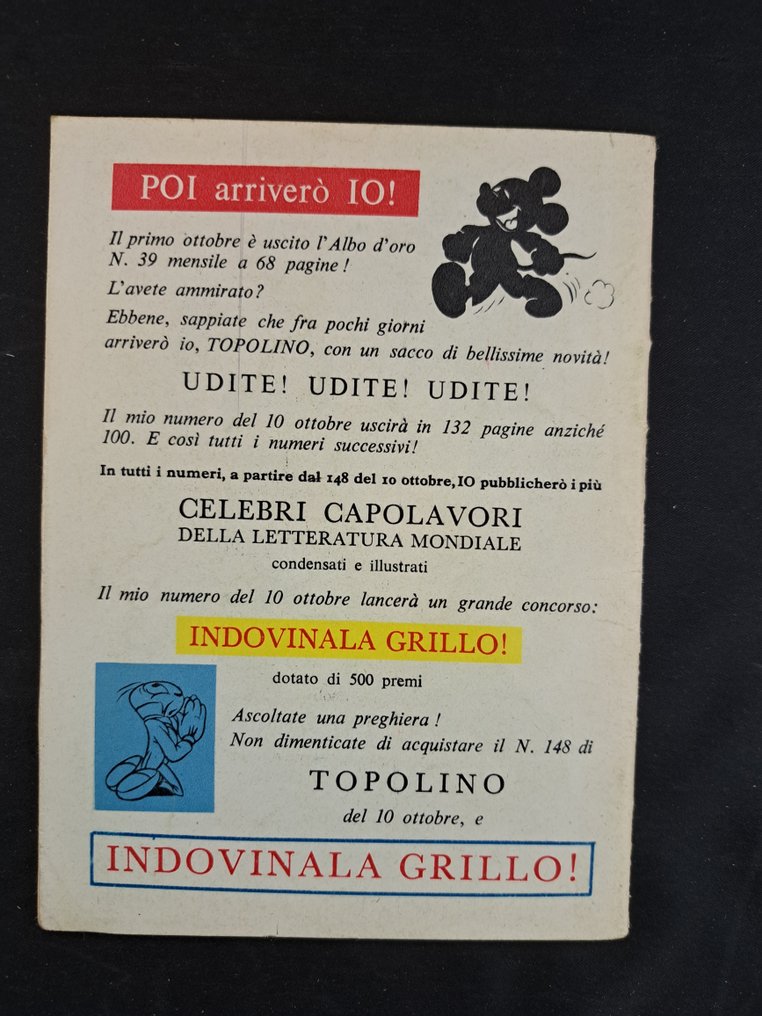 POI arriverò IO!
Il primo ottobre è uscito l'Albo d'oro
N. 39 mensile a 68 pagine !
L'avete ammirato?
Ebbene, sappiate che fra pochi giorni
arriverò io, TOPOLINO, con un sacco di bellissime novità!
UDITE! UDITE! UDITE!
Il mio numero del 10 ottobre uscirà in 132 pagine anziché
100. E così tutti i numeri successivi!
In tutti i numeri, a partire dal 148 del 10 ottobre, IO pubblicherò i più
CELEBRI CAPOLAVORI
DELLA LETTERATURA MONDIALE
condensati e illustrati
Il mio numero del 10 ottobre lancerà un grande concorso:
INDOVINALA GRILLO!
dotato di 500 premi
Ascoltate una preghiera !
Non dimenticate di acquistare il N. 148 di
TOPOLINO
del 10 ottobre, e
INDOVINALA GRILLO!